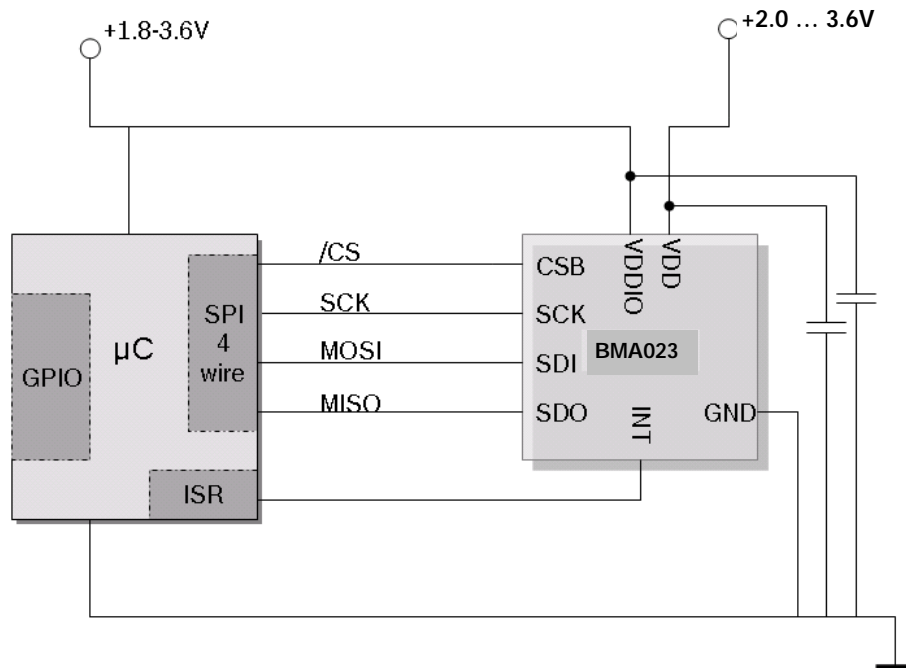 +1.8-3.6V
+2.0 … 3.6V
/CS
SCK
MOSI
MISO
GPIO
µC
SPI
4
wire
ISR
CSB
SCK
SDI
SDO
VDDIO
VDD
BMA023
INT
GND